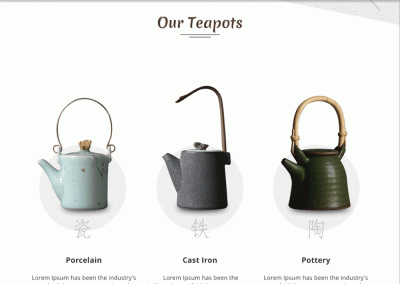 Our Teapots
瓷 铁 陶
Porcelain Cast Iron Pottery
Lorem Ipsum has been the industry's Lorem Ipsum has been the Lorem Ipsum has been the industry's